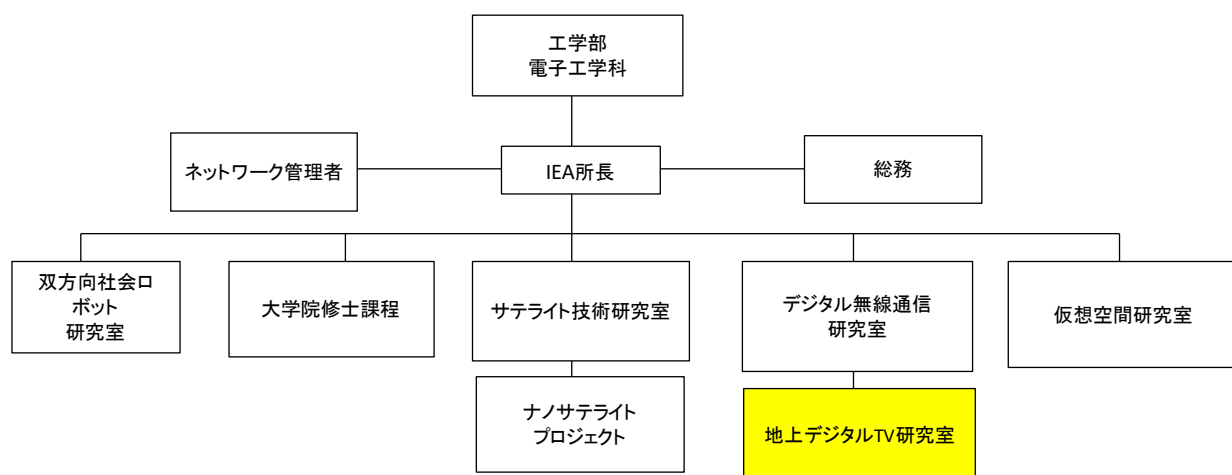 工学部
電子工学科
ネットワーク管理者
IEA所長
総務
双方向社会ロ
ボット
研究室
大学院修士課程
サテライト技術研究室
デジタル無線通信
研究室
仮想空間研究室
ナノサテライト
プロジェクト
地上デジタルTV研究室